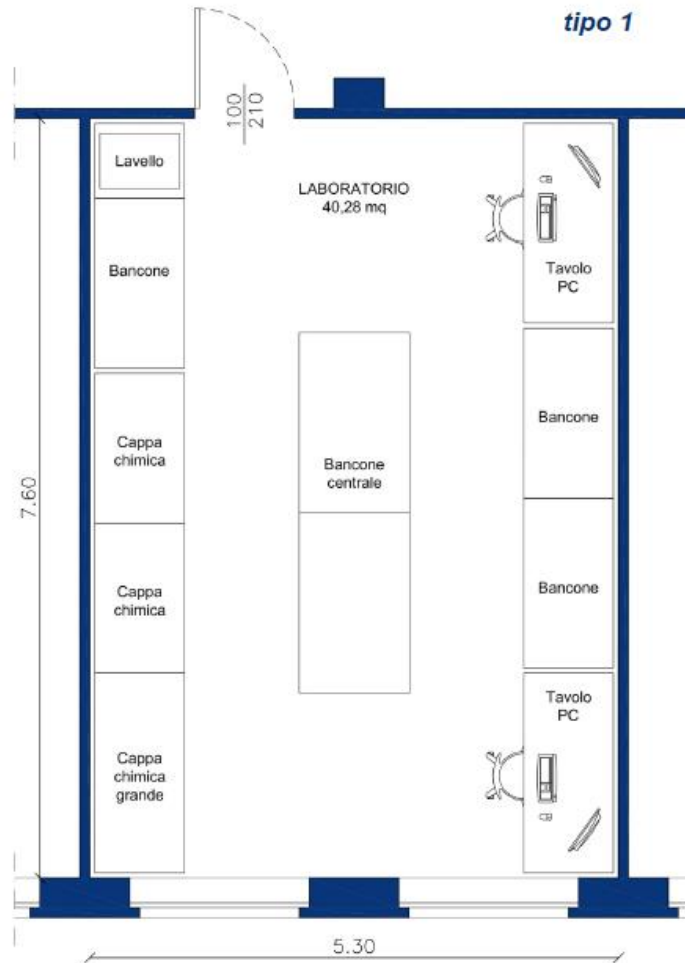 tipo 1
100
210
Lavello
LABORATORIO
40,28 mq
Bancone
Tavolo
PC
Cappa
chimica
Bancone
centrale
Bancone
7.60
Cappa
chimica
Bancone
Tavolo
PC
Cappa
chimica
grande
5.30